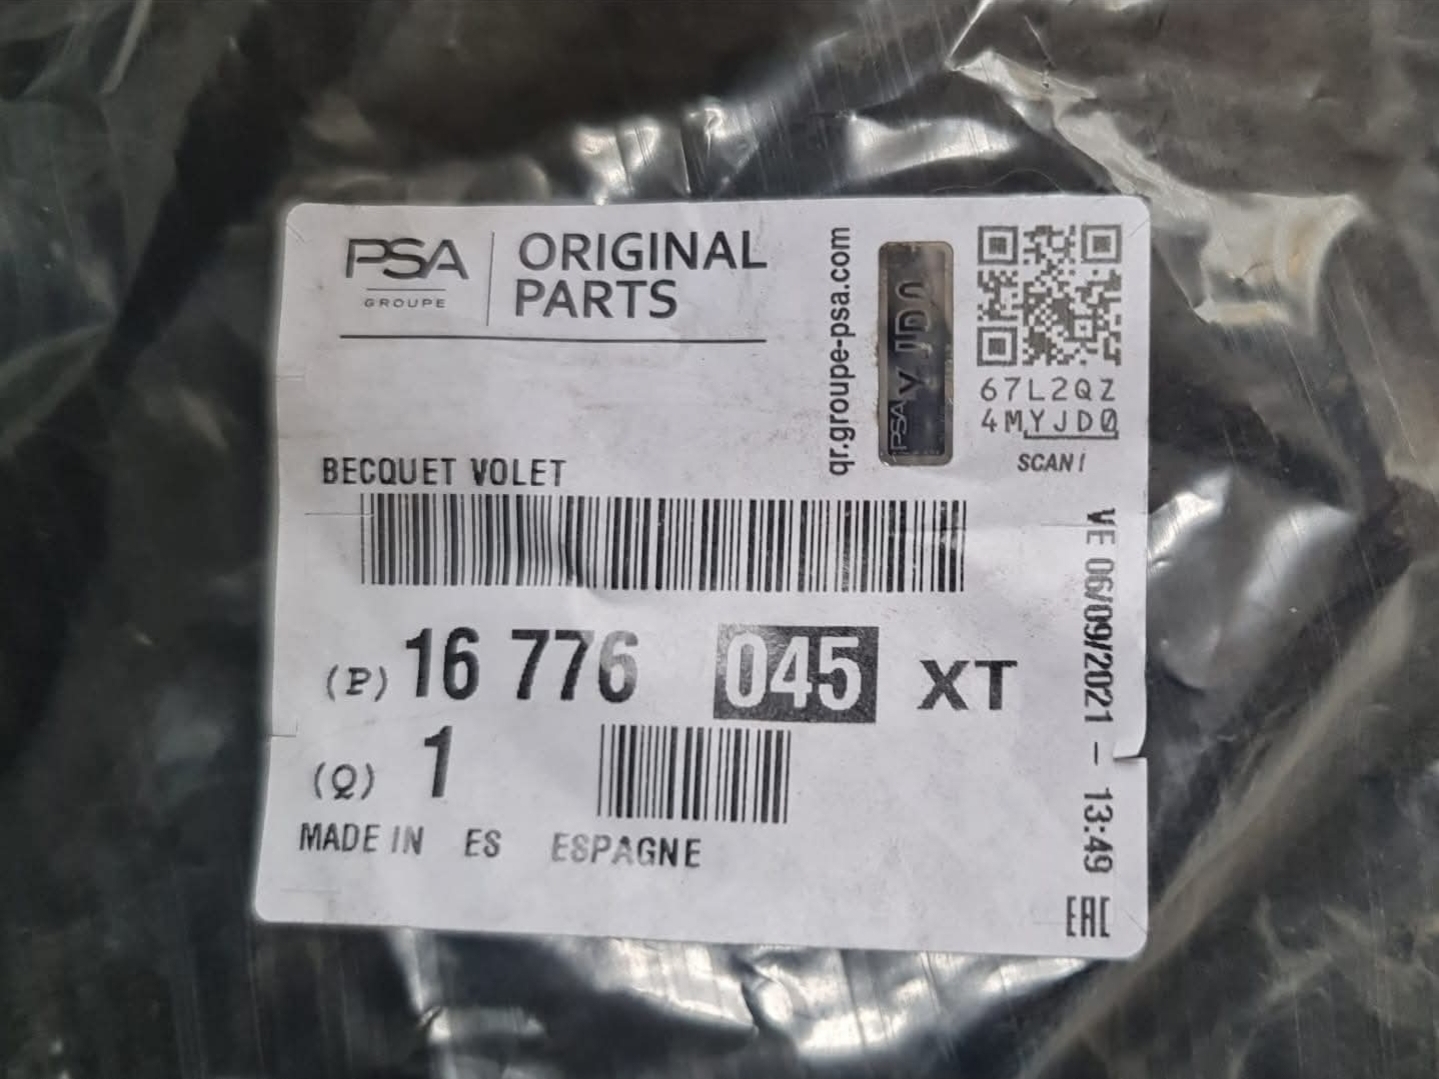 PSA
GROUPE
ORIGINAL
PARTS
qr.groupe-psa.com
PSA YJD0
67L2QZ
4MYJD0
SCAN!
BECQUET VOLET
(P) 16 776 045 XT
(Q) 1
MADE IN ES ESPAGNE
VE 06/09/2021 - 13:49
EAC